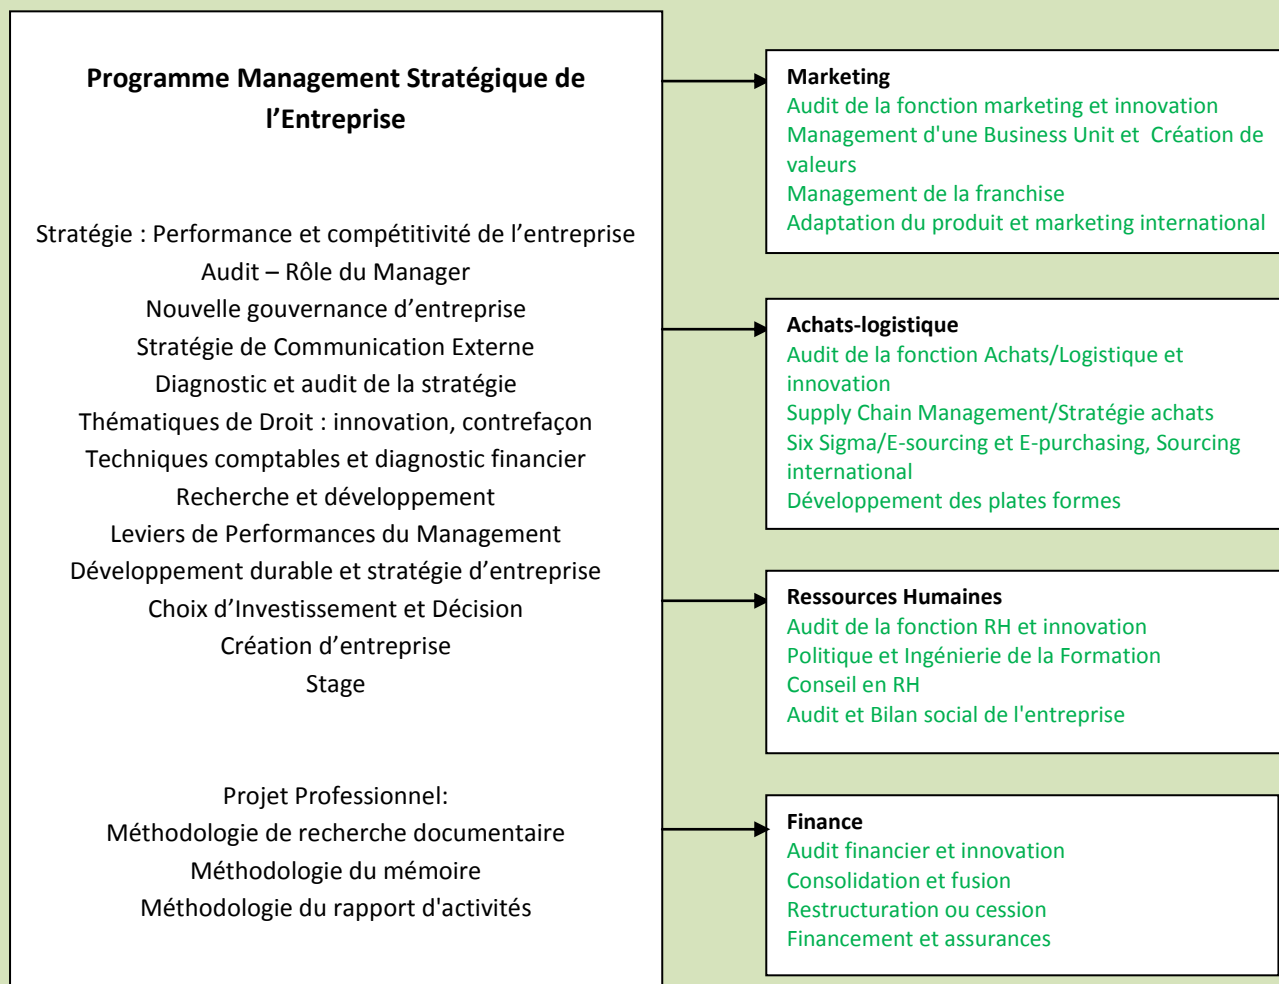 Programme Management Stratégique de
l’Entreprise
Stratégie : Performance et compétitivité de l’entreprise
Audit – Rôle du Manager
Nouvelle gouvernance d’entreprise
Stratégie de Communication Externe
Diagnostic et audit de la stratégie
Thématiques de Droit : innovation, contrefaçon
Techniques comptables et diagnostic financier
Recherche et développement
Leviers de Performances du Management
Développement durable et stratégie d’entreprise
Choix d’Investissement et Décision
Création d’entreprise
Stage
Projet Professionnel:
Méthodologie de recherche documentaire
Méthodologie du mémoire
Méthodologie du rapport d'activités
Marketing
Audit de la fonction marketing et innovation
Management d'une Business Unit et  Création de
valeurs
Management de la franchise
Adaptation du produit et marketing international
Achats-logistique
Audit de la fonction Achats/Logistique et
innovation
Supply Chain Management/Stratégie achats
Six Sigma/E-sourcing et E-purchasing, Sourcing
international
Développement des plates formes
Ressources Humaines
Audit de la fonction RH et innovation
Politique et Ingénierie de la Formation
Conseil en RH
Audit et Bilan social de l'entreprise
Finance
Audit financier et innovation
Consolidation et fusion
Restructuration ou cession
Financement et assurances